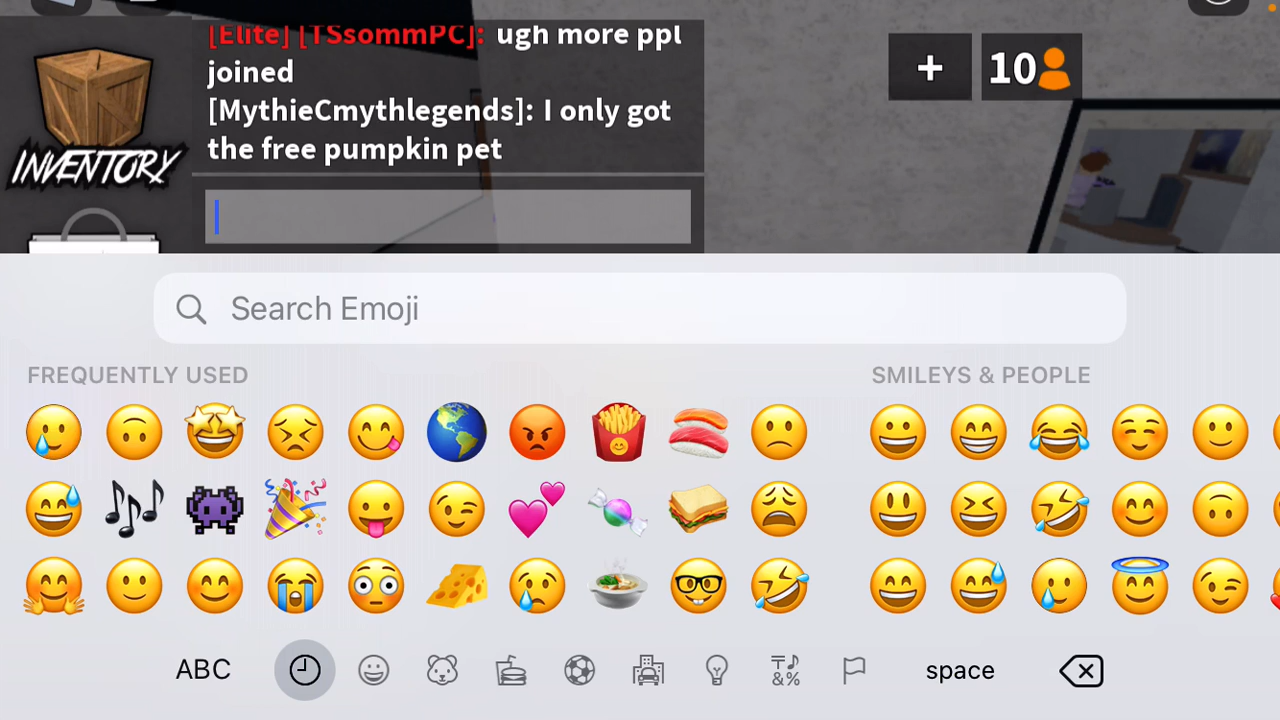 [Elite] [TSsommPC]: ugh more ppl
joined
[MythieCmythlegends]: I only got
the free pumpkin pet
INVENTORY
+
10
Search Emoji
FREQUENTLY USED
SMILEYS & PEOPLE
ABC
space